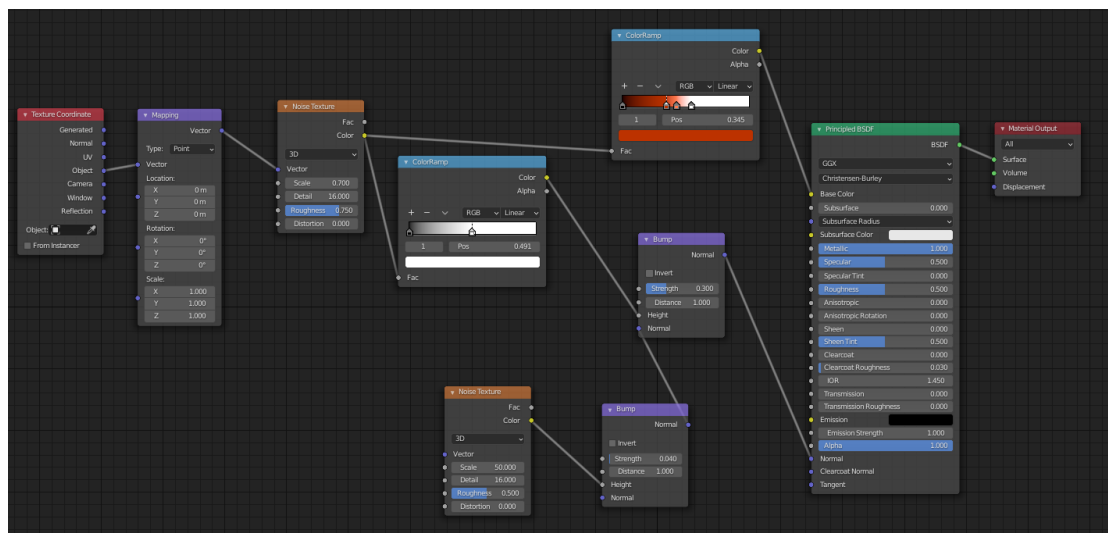 ColorRamp
Color
Alpha
+ − RGB Linear
1 Pos 0.345
Fac
Texture Coordinate
Generated
Normal
UV
Object
Camera
Window
Reflection
Object:
From Instancer
Mapping
Vector
Type: Point
Vector
Location:
X 0 m
Y 0 m
Z 0 m
Rotation:
X 0°
Y 0°
Z 0°
Scale:
X 1.000
Y 1.000
Z 1.000
Noise Texture
Fac
Color
3D
Vector
Scale 0.700
Detail 16.000
Roughness 0.750
Distortion 0.000
ColorRamp
Color
Alpha
+ − RGB Linear
1 Pos 0.491
Fac
Bump
Normal
Invert
Strength 0.300
Distance 1.000
Height
Normal
Noise Texture
Fac
Color
3D
Vector
Scale 50.000
Detail 16.000
Roughness 0.500
Distortion 0.000
Bump
Normal
Invert
Strength 0.040
Distance 1.000
Height
Normal
Principled BSDF
BSDF
GGX
Christensen-Burley
Base Color
Subsurface 0.000
Subsurface Radius
Subsurface Color
Metallic 1.000
Specular 0.500
Specular Tint 0.000
Roughness 0.500
Anisotropic 0.000
Anisotropic Rotation 0.000
Sheen 0.000
Sheen Tint 0.500
Clearcoat 0.000
Clearcoat Roughness 0.030
IOR 1.450
Transmission 0.000
Transmission Roughness 0.000
Emission
Emission Strength 1.000
Alpha 1.000
Normal
Clearcoat Normal
Tangent
Material Output
All
Surface
Volume
Displacement